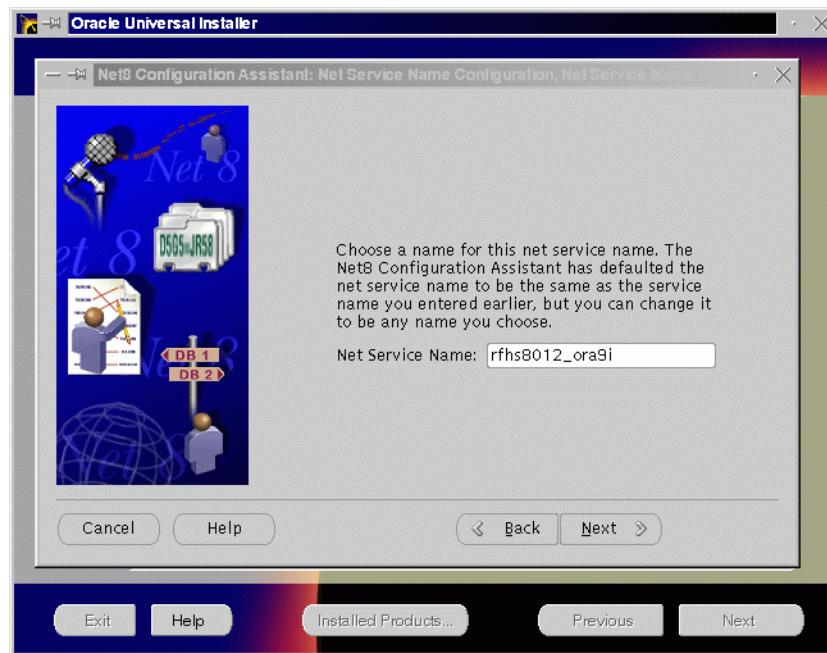 Oracle Universal Installer
Net8 Configuration Assistant: Net Service Name Configuration, Net Service Name
Net 8
D5G5 JR58
et 8
DB 1
DB 2
Choose a name for this net service name. The
Net8 Configuration Assistant has defaulted the
net service name to be the same as the service
name you entered earlier, but you can change it
to be any name you choose.
Net Service Name: rfhs8012_ora9i
Cancel Help Back Next
Exit Help Installed Products... Previous Next